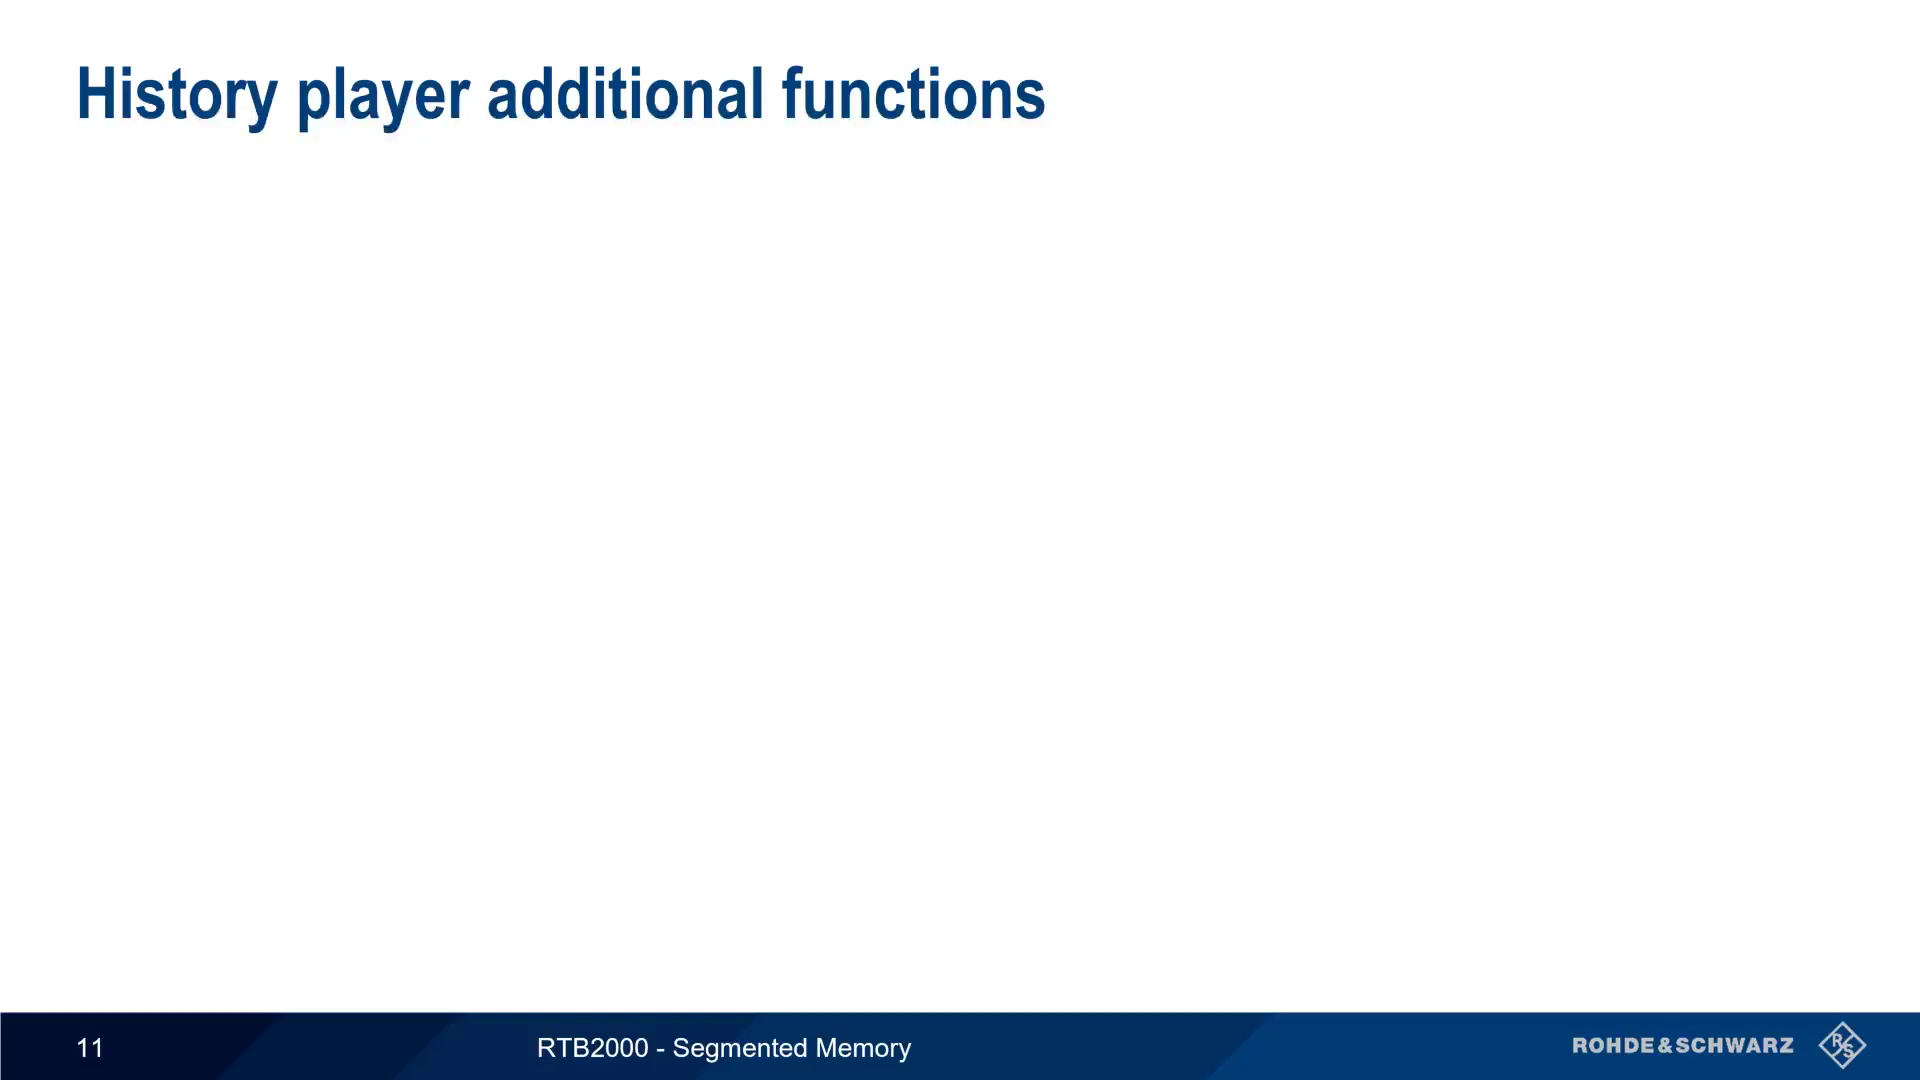 History player additional functions
11
RTB2000 - Segmented Memory
ROHDE&SCHWARZ
R&S